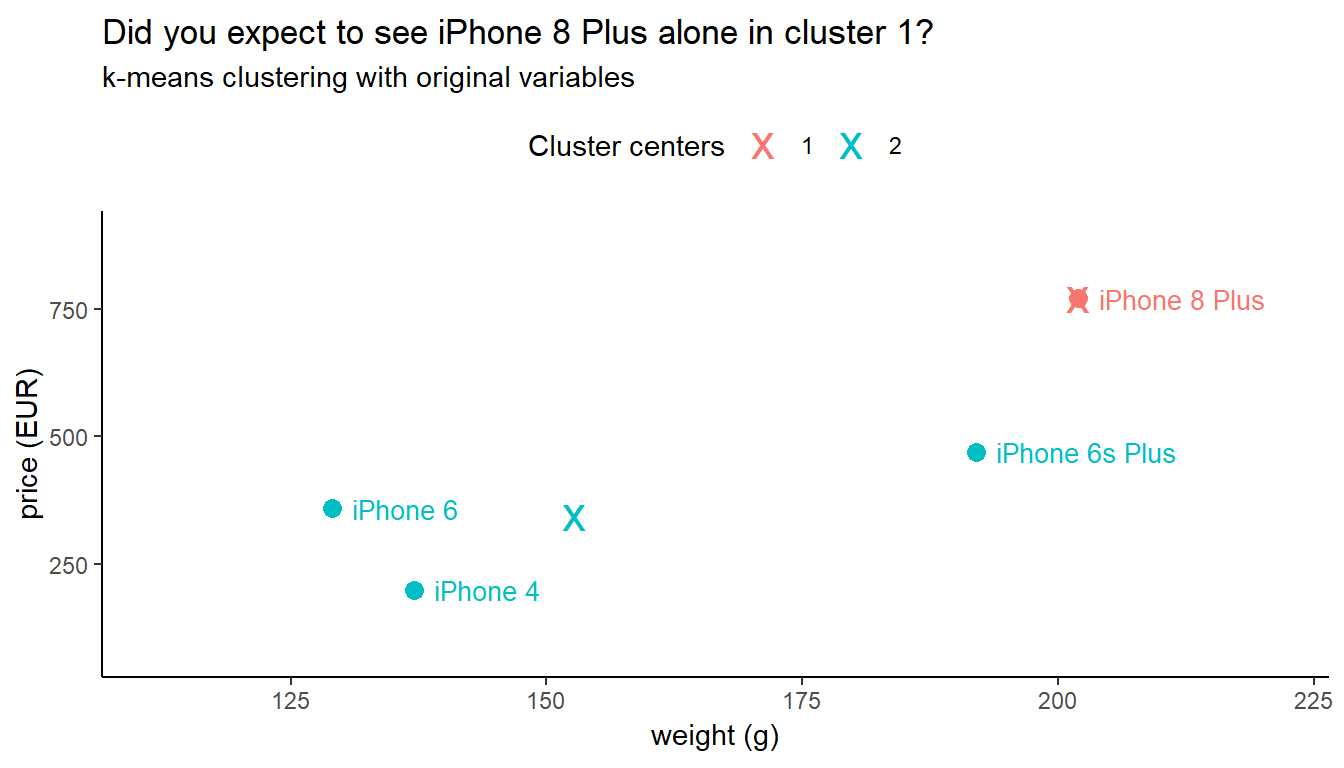 Did you expect to see iPhone 8 Plus alone in cluster 1?
k-means clustering with original variables
Cluster centers X 1 X 2
750
500
250
price (EUR)
X iPhone 8 Plus
iPhone 6s Plus
iPhone 6
X
iPhone 4
125 150 175 200 225
weight (g)